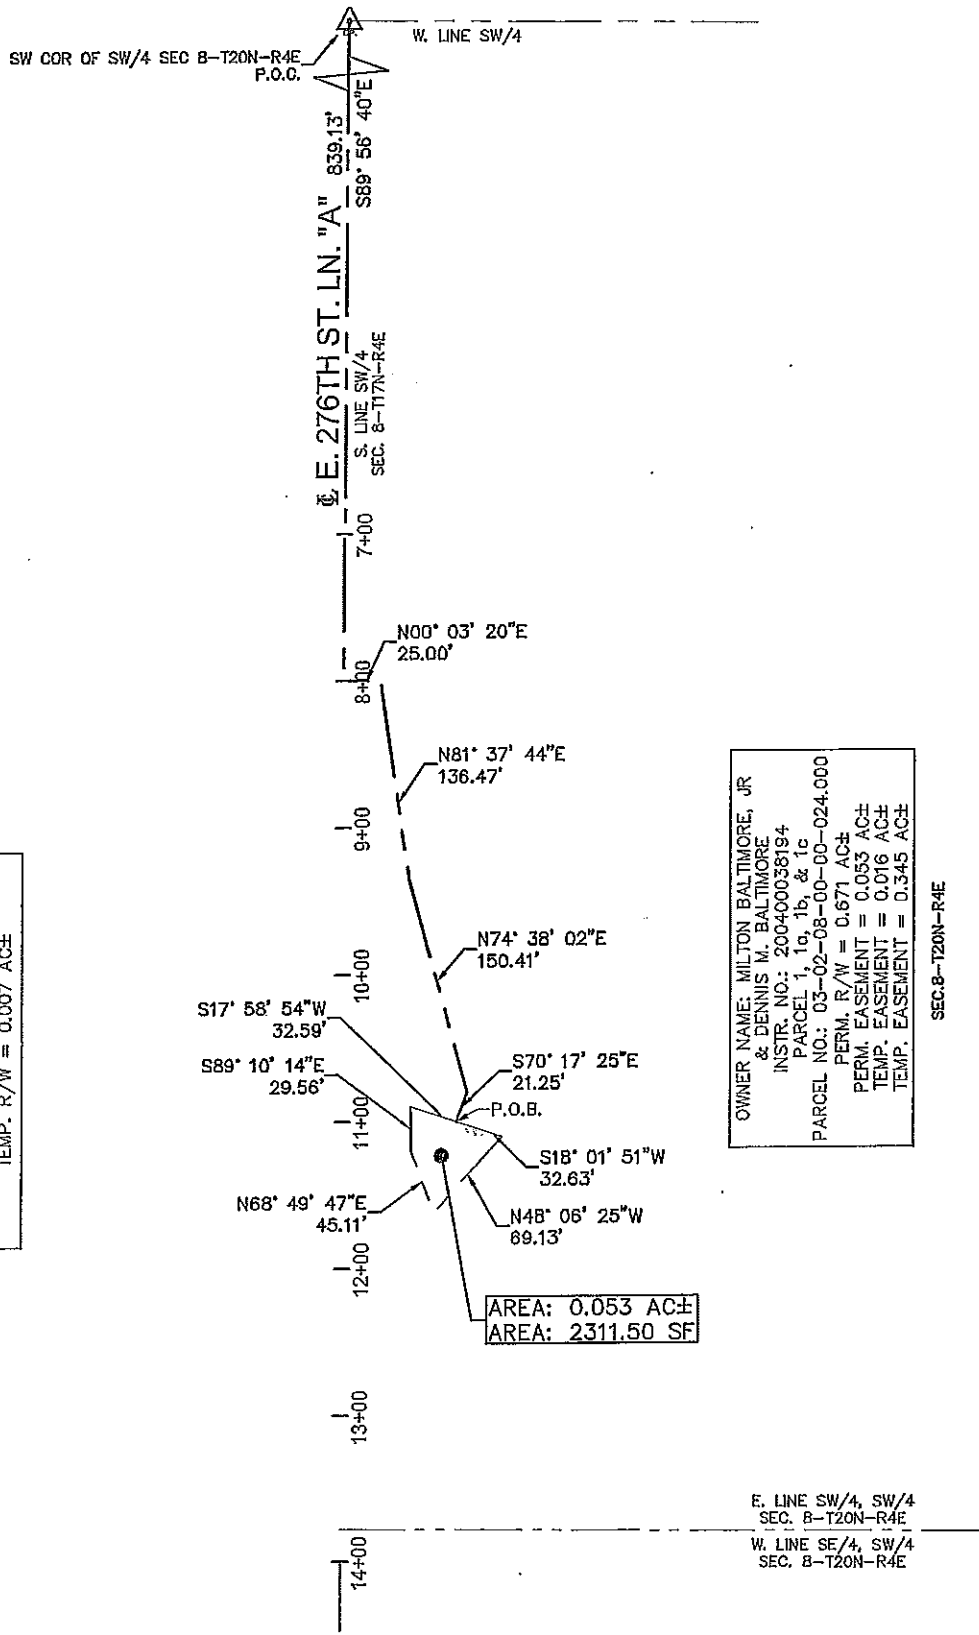 W. LINE SW/4
SW COR OF SW/4 SEC 8-T20N-R4E
P.O.C.
839.13'
S89° 56' 40"E
℄ E. 276TH ST. LN. "A"
S. LINE SW/4
SEC. 8-T17N-R4E
7+00
N00° 03' 20"E
25.00'
8+00
N81° 37' 44"E
136.47'
9+00
N74° 38' 02"E
150.41'
10+00
S17° 58' 54"W
32.59'
S89° 10' 14"E
29.56'
S70° 17' 25"E
21.25'
P.O.B.
11+00
S18° 01' 51"W
32.63'
N68° 49' 47"E
45.11'
N48° 06' 25"W
69.13'
12+00
AREA: 0.053 AC±
AREA: 2311.50 SF
13+00
E. LINE SW/4, SW/4
SEC. 8-T20N-R4E
W. LINE SE/4, SW/4
SEC. 8-T20N-R4E
14+00
OWNER NAME: MILTON BALTIMORE, JR
& DENNIS M. BALTIMORE
INSTR. NO.: 200400038194
PARCEL 1, 1a, 1b, & 1c
PARCEL NO.: 03-02-08-00-00-024.000
PERM. R/W = 0.671 AC±
PERM. EASEMENT = 0.053 AC±
TEMP. EASEMENT = 0.016 AC±
TEMP. EASEMENT = 0.345 AC±
SEC.8-T20N-R4E
TEMP. R/W = 0.007 AC±